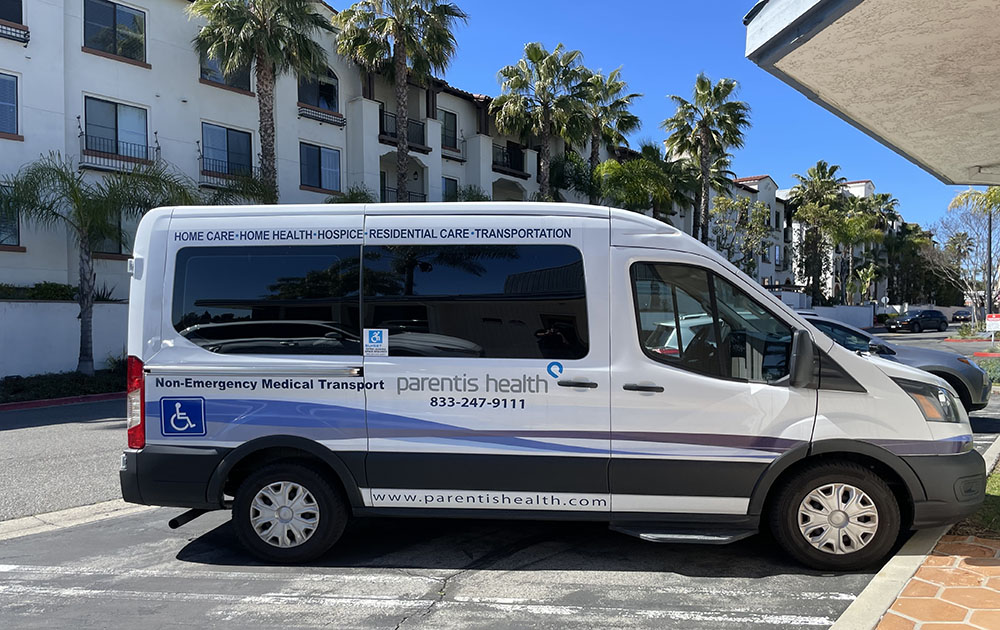 HOME CARE•HOME HEALTH•HOSPICE•RESIDENTIAL CARE•TRANSPORTATION
Non-Emergency Medical Transport
parentis health
833-247-9111
www.parentishealth.com